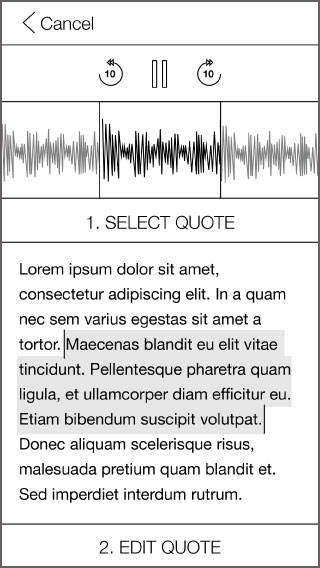 Cancel
10 10
1. SELECT QUOTE
Lorem ipsum dolor sit amet,
consectetur adipiscing elit. In a quam
nec sem varius egestas sit amet a
tortor. Maecenas blandit eu elit vitae
tincidunt. Pellentesque pharetra quam
ligula, et ullamcorper diam efficitur eu.
Etiam bibendum suscipit volutpat.
Donec aliquam scelerisque risus,
malesuada pretium quam blandit et.
Sed imperdiet interdum rutrum.
2. EDIT QUOTE